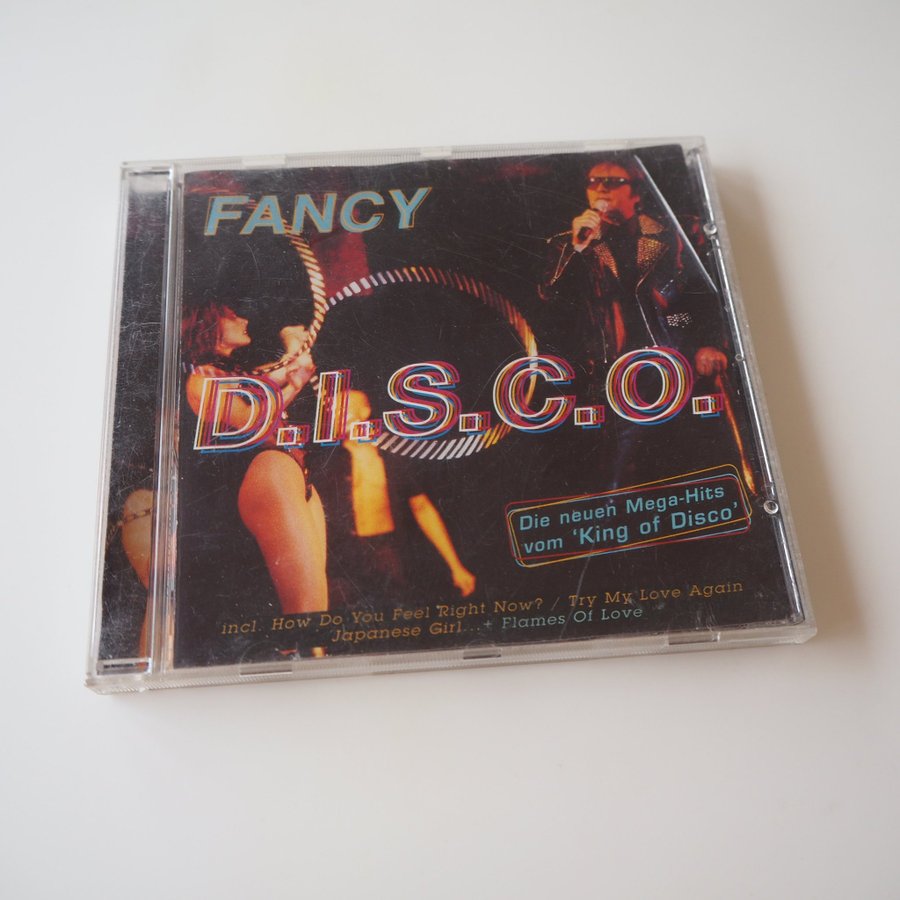 FANCY
D.I.S.C.O.
Die neuen Mega-Hits
vom 'King of Disco'
incl. How Do You Feel Right Now? / Try My Love Again
Japanese Girl...+ Flames Of Love